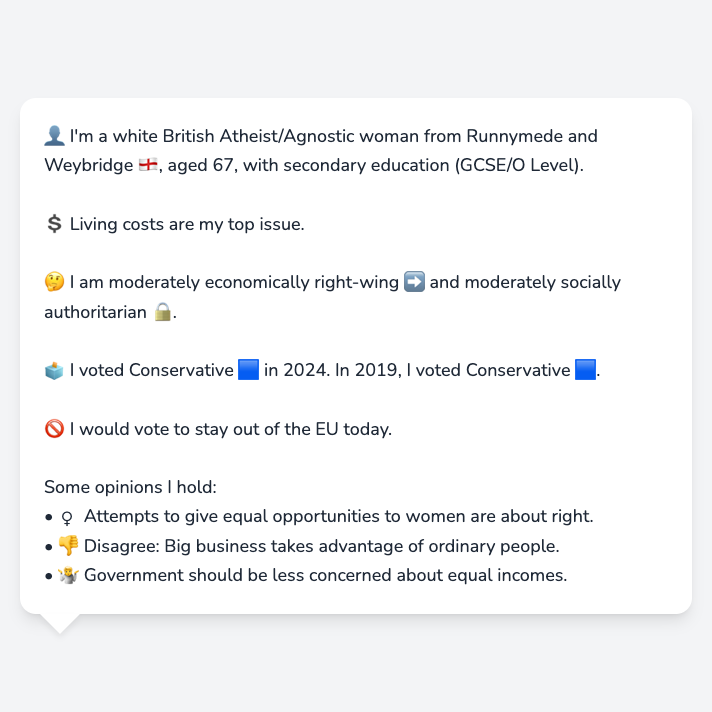 👤 I'm a white British Atheist/Agnostic woman from Runnymede and
Weybridge 🏴󠁧󠁢󠁥󠁮󠁧󠁿, aged 67, with secondary education (GCSE/O Level).
💲 Living costs are my top issue.
🤔 I am moderately economically right-wing ➡️ and moderately socially
authoritarian 🔒.
🗳️ I voted Conservative 🟦 in 2024. In 2019, I voted Conservative 🟦.
🚫 I would vote to stay out of the EU today.
Some opinions I hold:
• ♀ Attempts to give equal opportunities to women are about right.
• 👎 Disagree: Big business takes advantage of ordinary people.
• 🤷 Government should be less concerned about equal incomes.